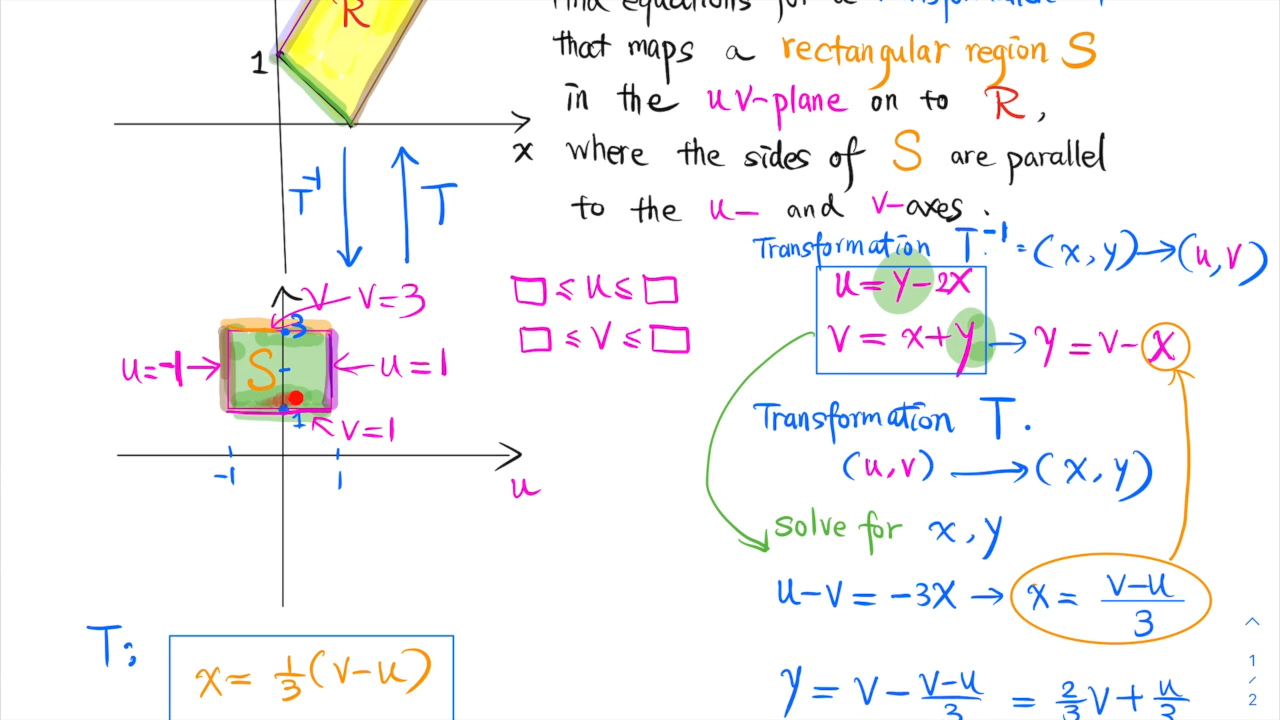 R
1
x
that maps a rectangular region S
in the uv-plane on to R,
where the sides of S are parallel
to the u- and v-axes.
T⁻¹
T
Transformation T⁻¹ = (x, y) → (u, v)
u = y - 2x
v = x + y → y = v - x
□ ≤ u ≤ □
□ ≤ v ≤ □
v
v = 3
3
u = -1 →
S
← u = 1
1
v = 1
-1
1
u
Transformation T.
(u, v) → (x, y)
solve for x, y
u - v = -3x → x = (v-u)/3
T:
x = 1/3 (v-u)
y = v - (v-u)/3 = 2/3 v + u/3
1
/
2